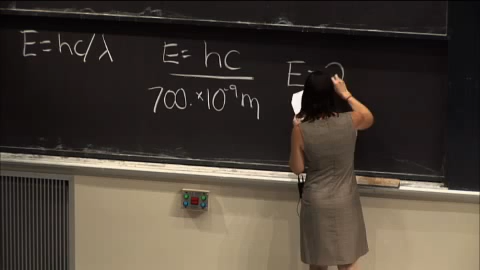 E=hc/λ
E= hc
700.×10⁻⁹m
E=